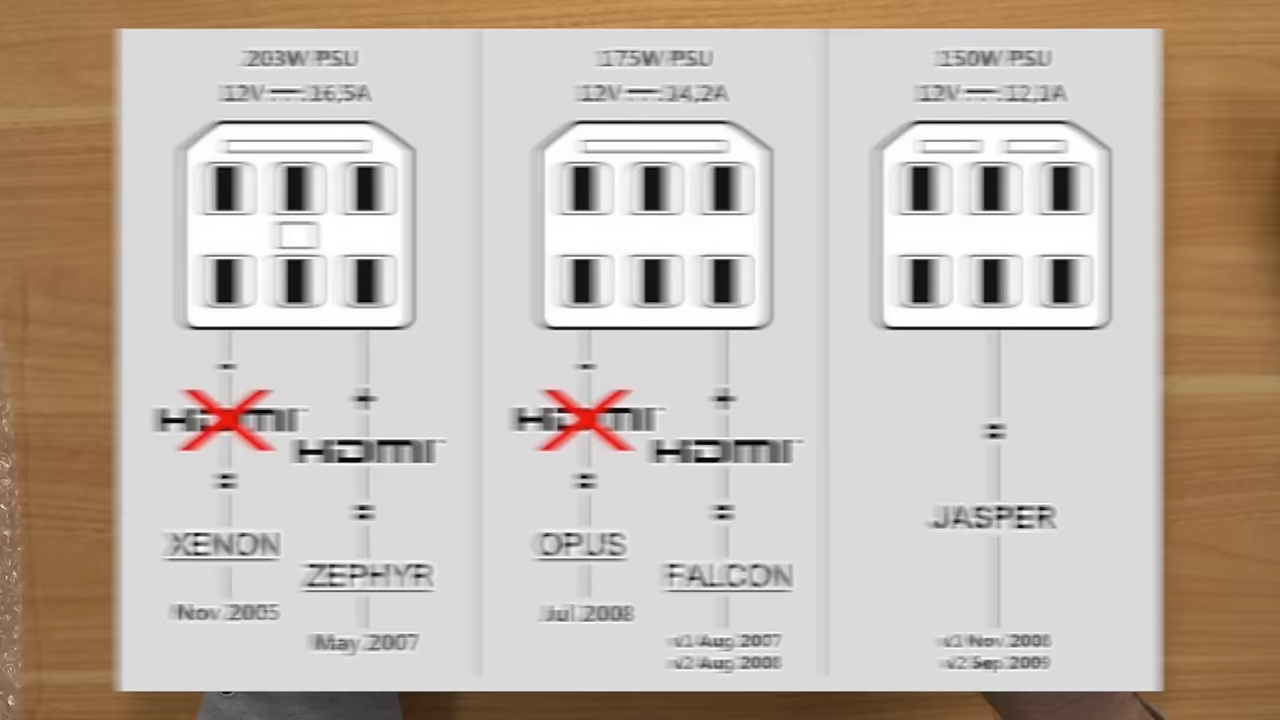 203W PSU
12V 16,5A
XENON
Nov 2005
HDMI
HDMI
ZEPHYR
May 2007
175W PSU
12V 14,2A
HDMI
HDMI
OPUS
Jul 2008
FALCON
v1 Aug 2007
v2 Aug 2008
150W PSU
12V 12,1A
JASPER
v1 Nov 2008
v2 Sep 2009